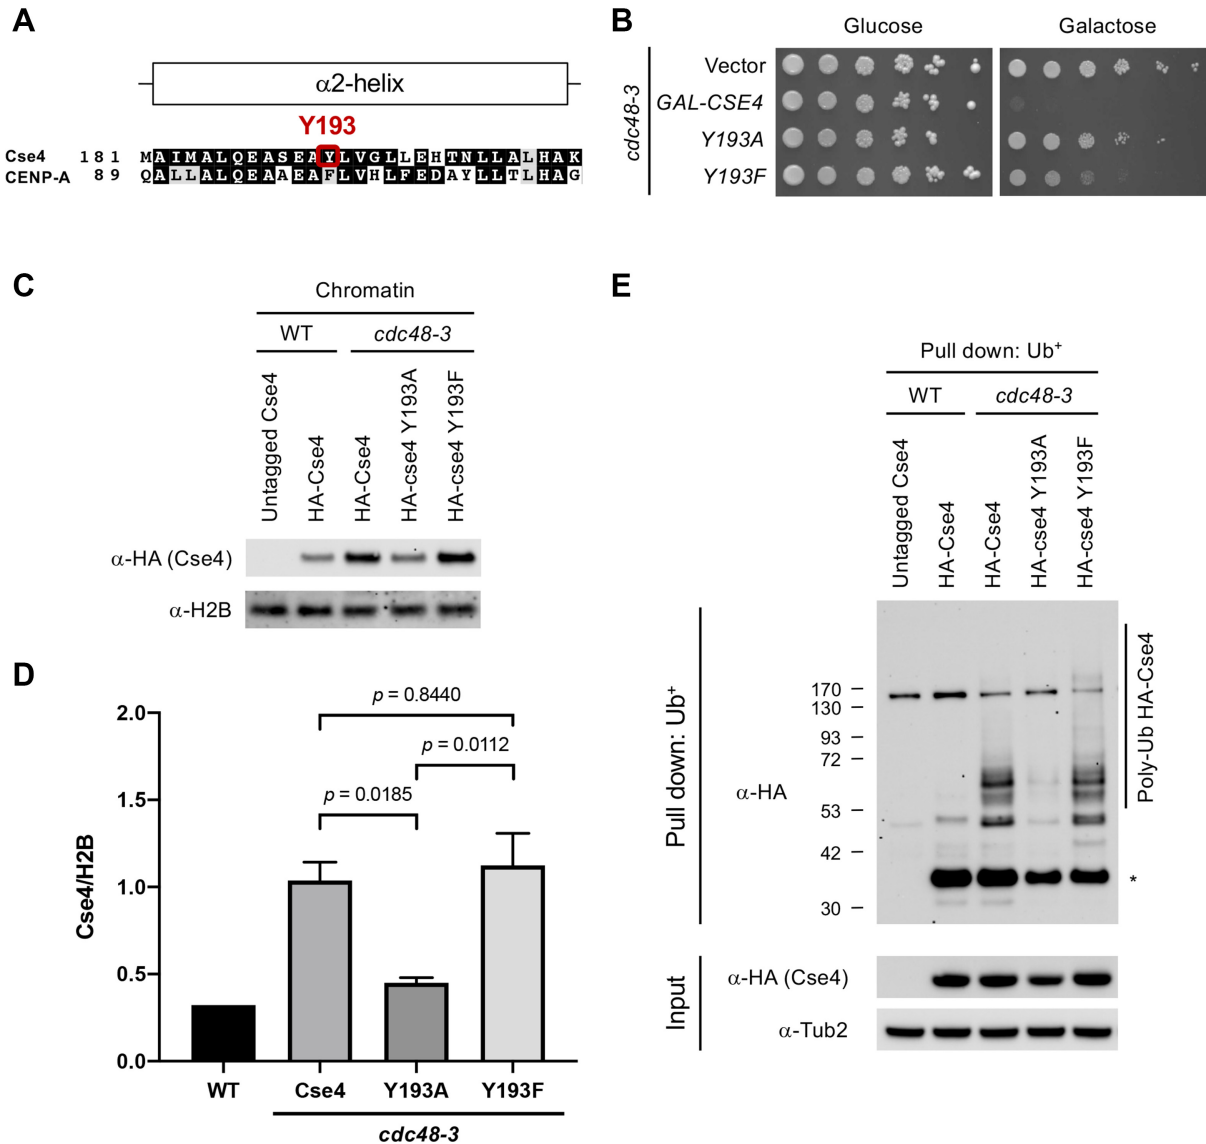 A
α2-helix
Y193
Cse4 181 MAIMALQEASEAYLVGLLEHTNLLALHAK
CENP-A 89 QALLALQEAAEAFLVHLFEDAYLLTLHAG
B
Glucose Galactose
cdc48-3
Vector
GAL-CSE4
Y193A
Y193F
C
Chromatin
WT cdc48-3
Untagged Cse4
HA-Cse4
HA-Cse4
HA-cse4 Y193A
HA-cse4 Y193F
α-HA (Cse4)
α-H2B
D
Cse4/H2B
2.0
1.5
1.0
0.5
0.0
p = 0.8440
p = 0.0112
p = 0.0185
WT Cse4 Y193A Y193F
cdc48-3
E
Pull down: Ub⁺
WT cdc48-3
Untagged Cse4
HA-Cse4
HA-Cse4
HA-cse4 Y193A
HA-cse4 Y193F
Pull down: Ub⁺
α-HA
170
130
93
72
53
42
30
Poly-Ub HA-Cse4
*
Input
α-HA (Cse4)
α-Tub2